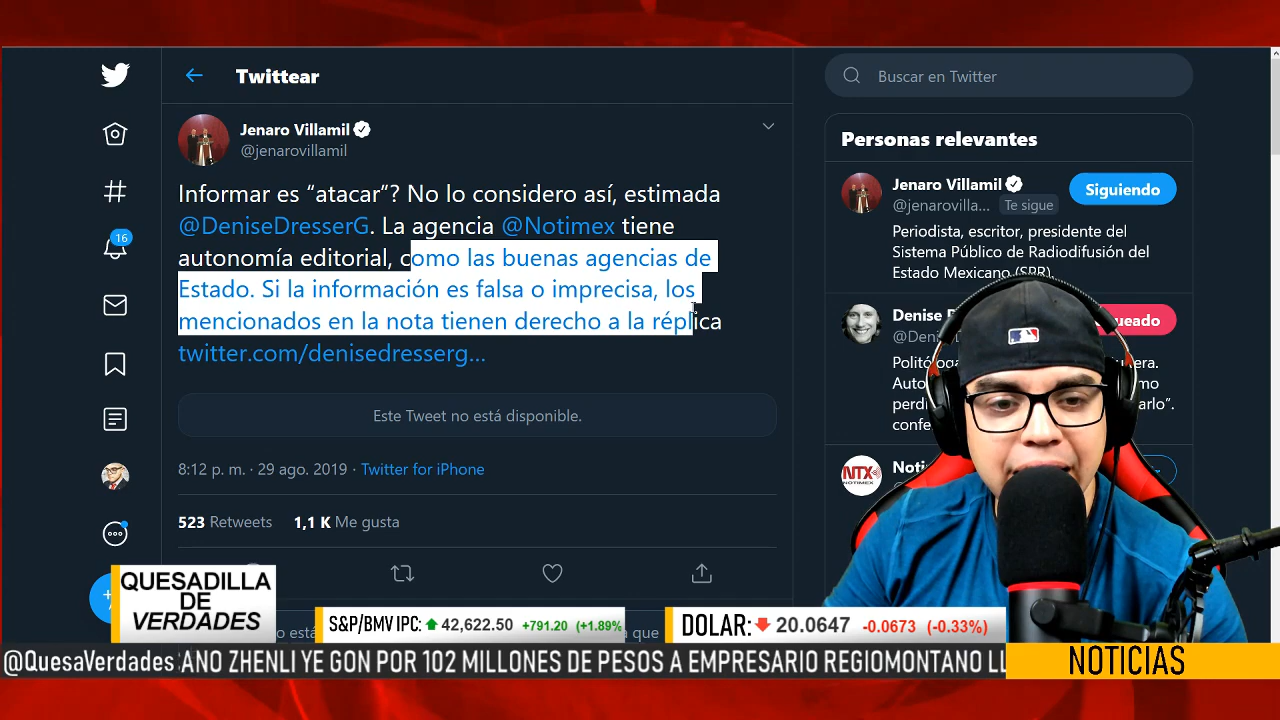 Twittear
Buscar en Twitter
Jenaro Villamil
@jenarovillamil
Informar es “atacar”? No lo considero así, estimada
@DeniseDresserG. La agencia @Notimex tiene
autonomía editorial, como las buenas agencias de
Estado. Si la información es falsa o imprecisa, los
mencionados en la nota tienen derecho a la réplica
twitter.com/denisedresserg...
Este Tweet no está disponible.
8:12 p. m. · 29 ago. 2019 · Twitter for iPhone
523 Retweets 1,1 K Me gusta
16
Personas relevantes
Jenaro Villamil
@jenarovilla... Te sigue
Siguiendo
Periodista, escritor, presidente del
Sistema Público de Radiodifusión del
Estado Mexicano (SPR).
Denise
@Deni
NTX
NOTIMEX
QUESADILLA
DE
VERDADES
S&P/BMV IPC: 42,622.50 +791.20 (+1.89%)
DOLAR: 20.0647 -0.0673 (-0.33%)
@QuesaVerdades ANO ZHENLI YE GON POR 102 MILLONES DE PESOS A EMPRESARIO REGIOMONTANO
NOTICIAS